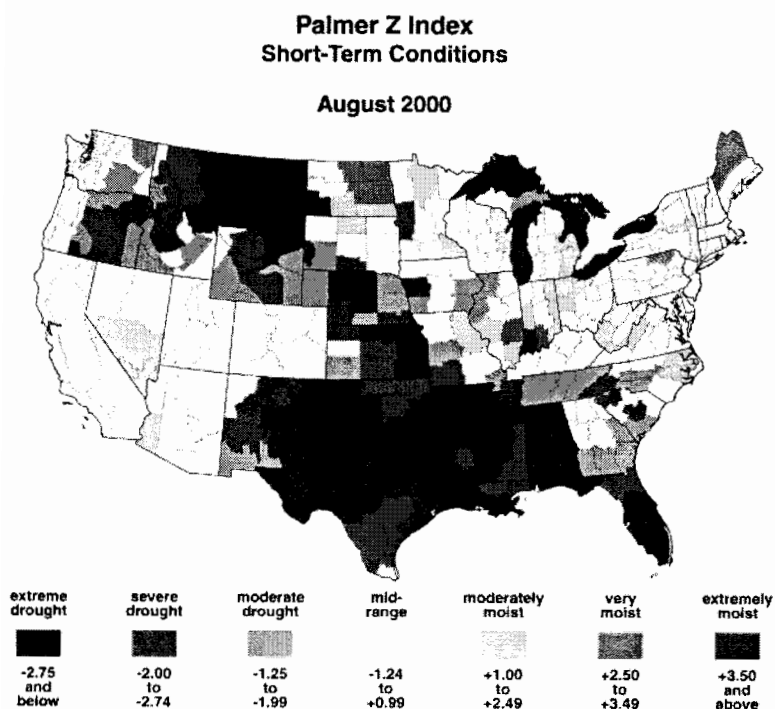 Palmer Z Index
Short-Term Conditions
August 2000
extreme drought
severe drought
moderate drought
mid-range
moderately moist
very moist
extremely moist
-2.75 and below
-2.00 to -2.74
-1.25 to -1.99
-1.24 to +0.99
+1.00 to +2.49
+2.50 to +3.49
+3.50 and above